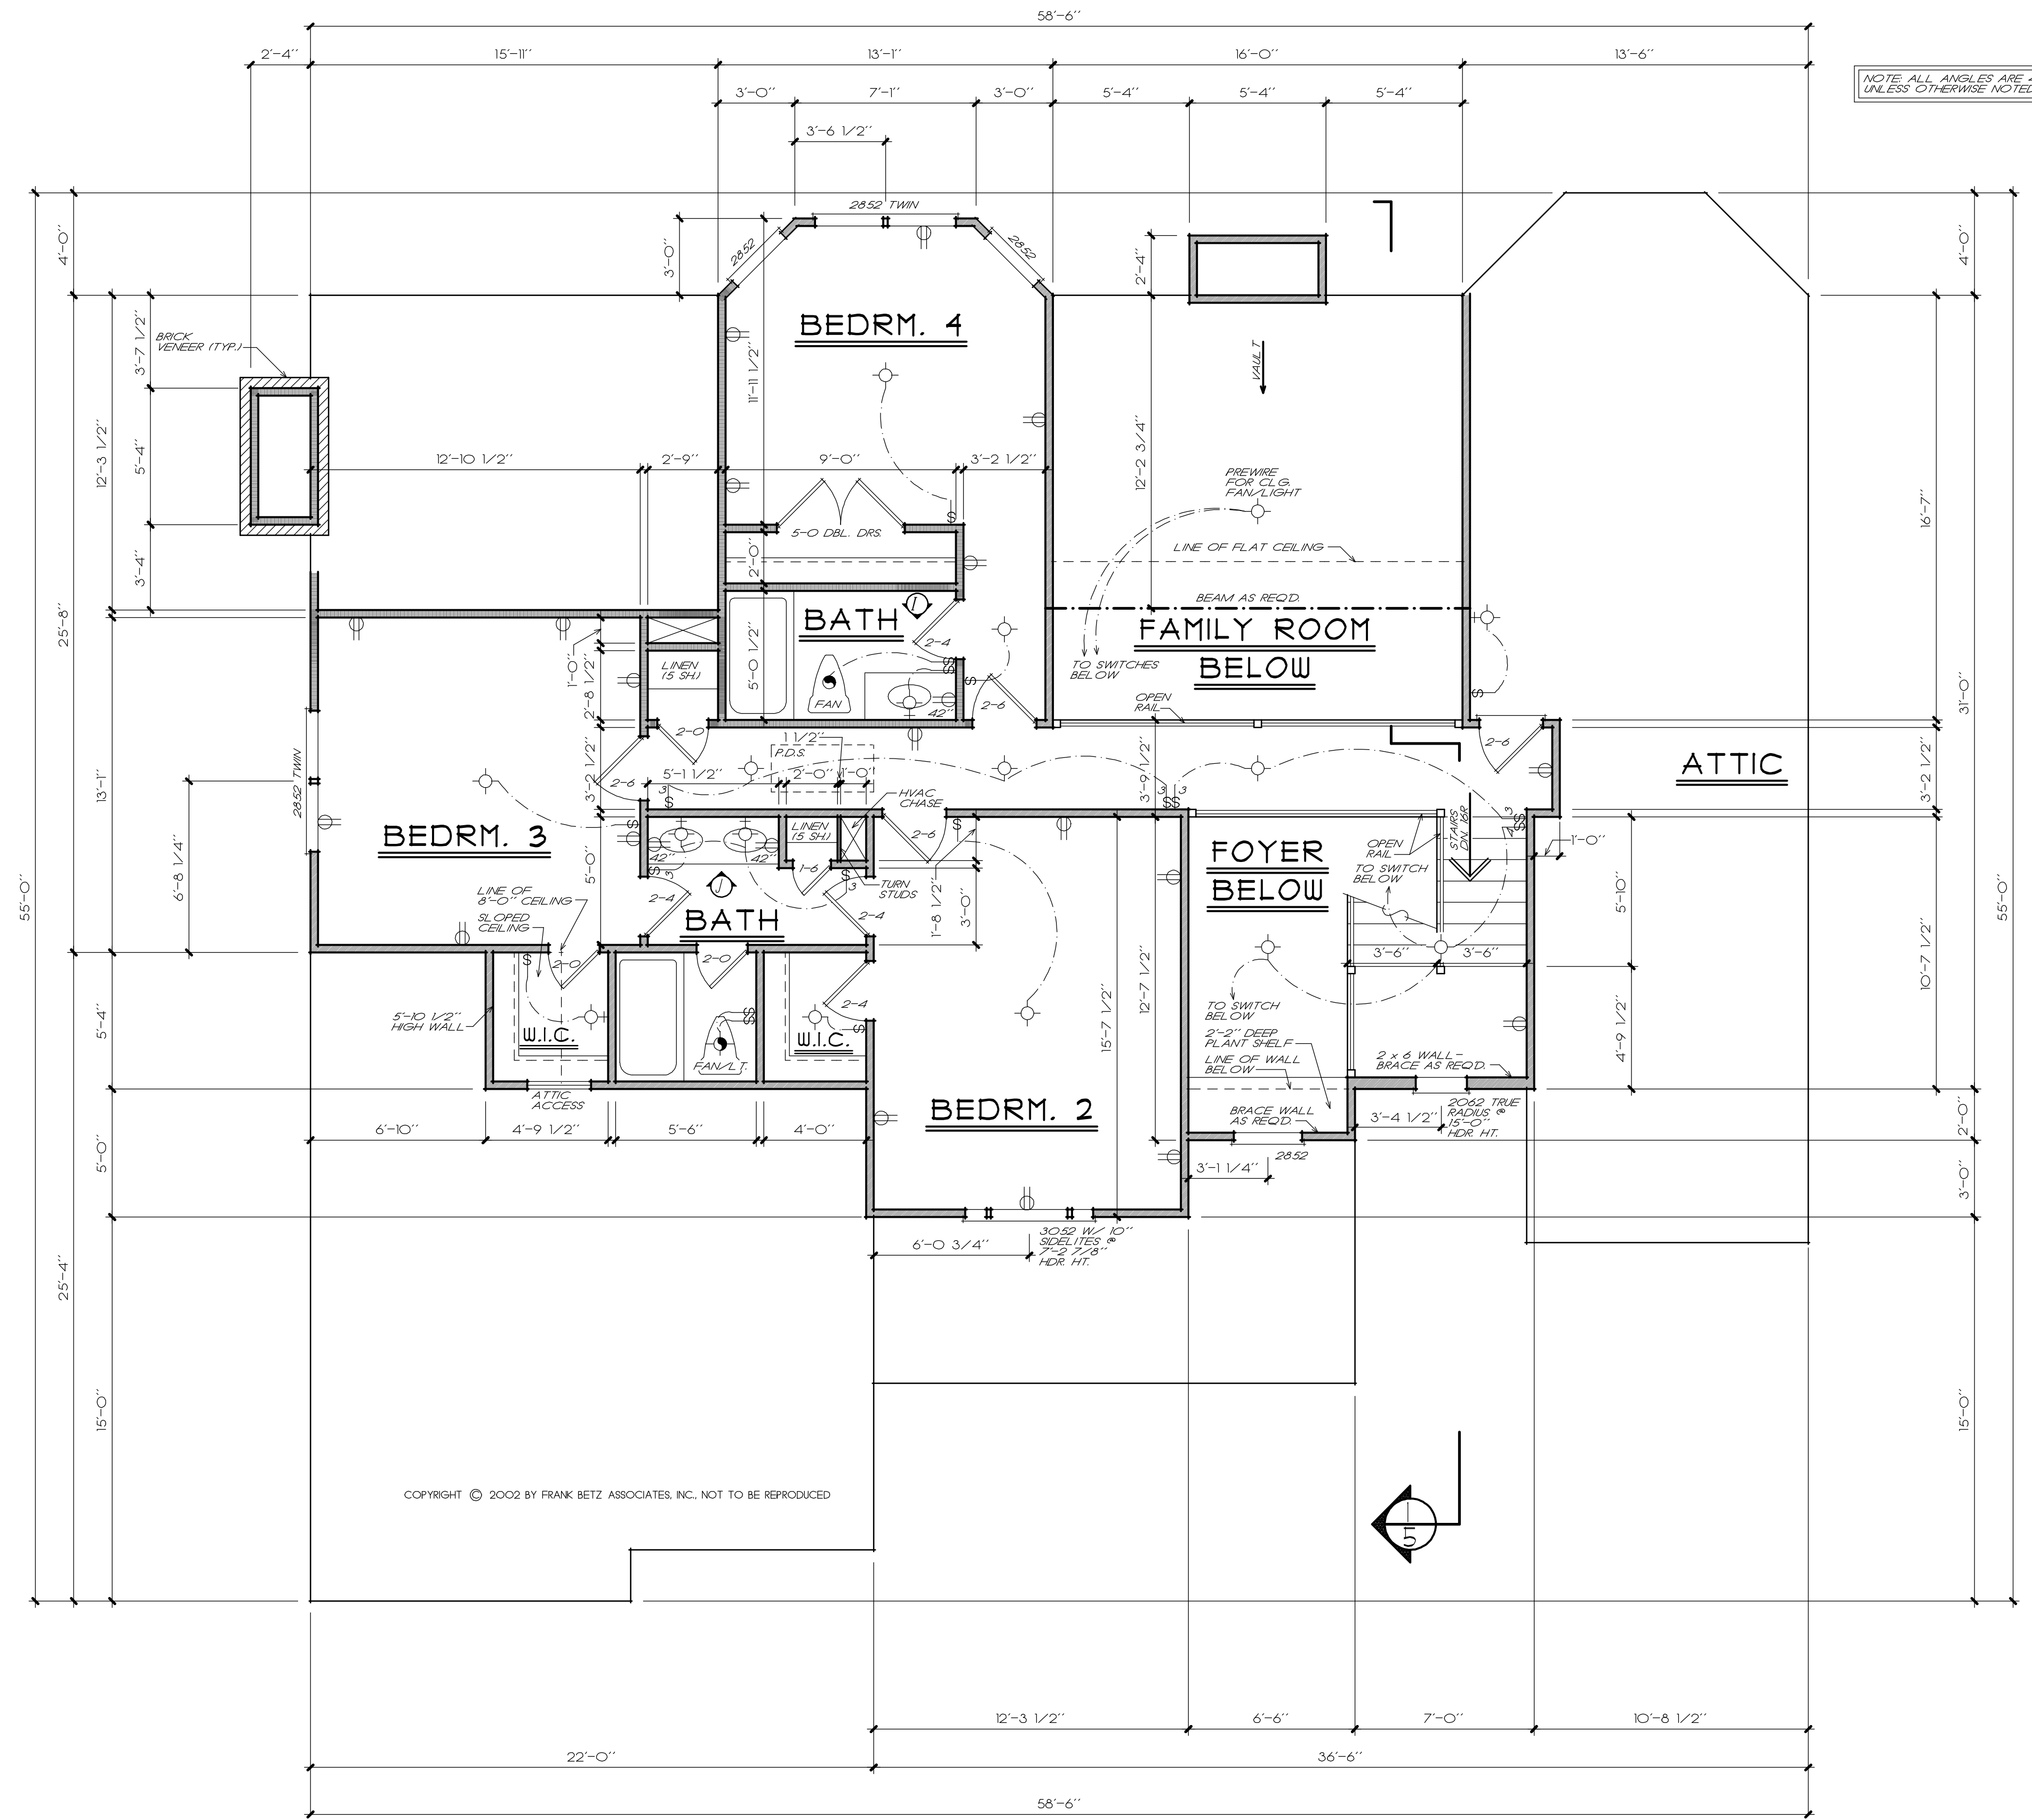 58'-6''
2'-4''
15'-11''
13'-1''
16'-0''
13'-6''
NOTE: ALL ANGLES ARE
UNLESS OTHERWISE NOTED
3'-0''
7'-1''
3'-0''
5'-4''
5'-4''
5'-4''
3'-6 1/2''
2852 TWIN
2852
2852
4'-0''
3'-0''
2'-4''
4'-0''
BRICK
VENEER (TYP.)
3'-7 1/2''
BEDRM. 4
11'-11 1/2''
VAULT
12'-3 1/2''
5'-4''
12'-10 1/2''
2'-9''
9'-0''
3'-2 1/2''
12'-2 3/4''
PREWIRE
FOR CLG.
FAN/LIGHT
16'-7''
S
5-0 DBL. DRS.
LINE OF FLAT CEILING
3'-4''
2'-0''
25'-8''
BEAM AS REQ'D.
BATH
I
FAMILY ROOM
BELOW
2-4
1'-0''
LINEN
(5 SH.)
5'-0 1/2''
SS
TO SWITCHES
BELOW
31'-0''
2'-8 1/2''
FAN
42''
S
2-6
OPEN
RAIL
S
2-0
1 1/2''
P.D.S.
2-6
ATTIC
13'-1''
2852 TWIN
3'-2 1/2''
2-6
5'-1 1/2''
2'-0''
1'-0''
3'-9 1/2''
3'-2 1/2''
3
S
HVAC
CHASE
3
3
SS
STAIRS
DN. 16R
3
SS
4
BEDRM. 3
S
LINEN
(5 SH.)
2-6
S
FOYER
BELOW
OPEN
RAIL
1'-0''
6'-8 1/4''
5'-0''
42''
42''
S
3
1-6
S
3
TURN
STUDS
TO SWITCH
BELOW
55'-0''
LINE OF
8'-0'' CEILING
SLOPED
CEILING
J
2-4
BATH
2-4
1'-8 1/2''
3'-0''
5'-10''
55'-0''
S
2-0
2-0
3'-6''
3'-6''
10'-7 1/2''
5'-4''
5'-10 1/2''
HIGH WALL
W.I.C.
SS
2-4
S
W.I.C.
FAN/LT.
15'-7 1/2''
12'-7 1/2''
TO SWITCH
BELOW
2'-2'' DEEP
PLANT SHELF
LINE OF WALL
BELOW
4'-9 1/2''
2 x 6 WALL-
BRACE AS REQ'D.
ATTIC
ACCESS
BEDRM. 2
BRACE WALL
AS REQ'D.
3'-4 1/2''
2062 TRUE
RADIUS @
15'-0''
HDR. HT.
2'-0''
6'-10''
4'-9 1/2''
5'-6''
4'-0''
5'-0''
2852
3'-1 1/4''
3'-0''
3052 W/ 10''
SIDELITES @
7'-2 7/8''
HDR. HT.
6'-0 3/4''
25'-4''
15'-0''
15'-0''
COPYRIGHT © 2002 BY FRANK BETZ ASSOCIATES, INC., NOT TO BE REPRODUCED
1
5
12'-3 1/2''
6'-6''
7'-0''
10'-8 1/2''
22'-0''
36'-6''
58'-6''